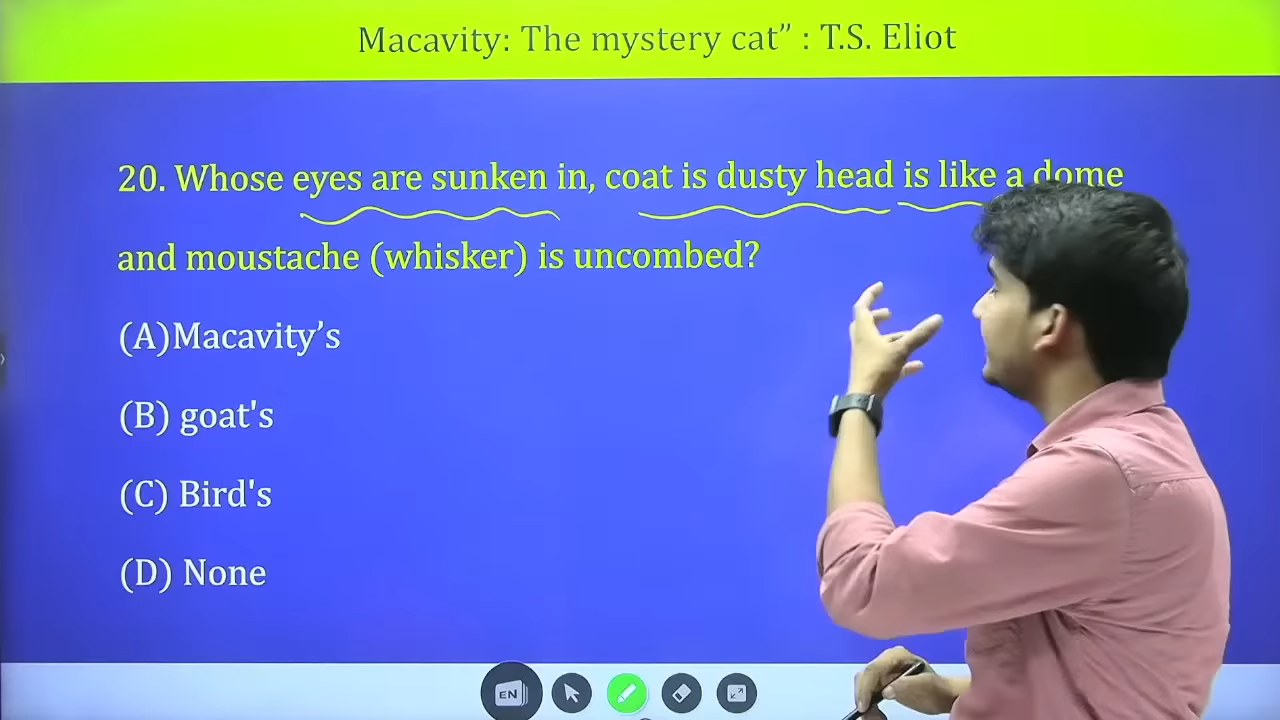 Macavity: The mystery cat” : T.S. Eliot
20. Whose eyes are sunken in, coat is dusty head is like a dome
and moustache (whisker) is uncombed?
(A)Macavity’s
(B) goat's
(C) Bird's
(D) None
EN